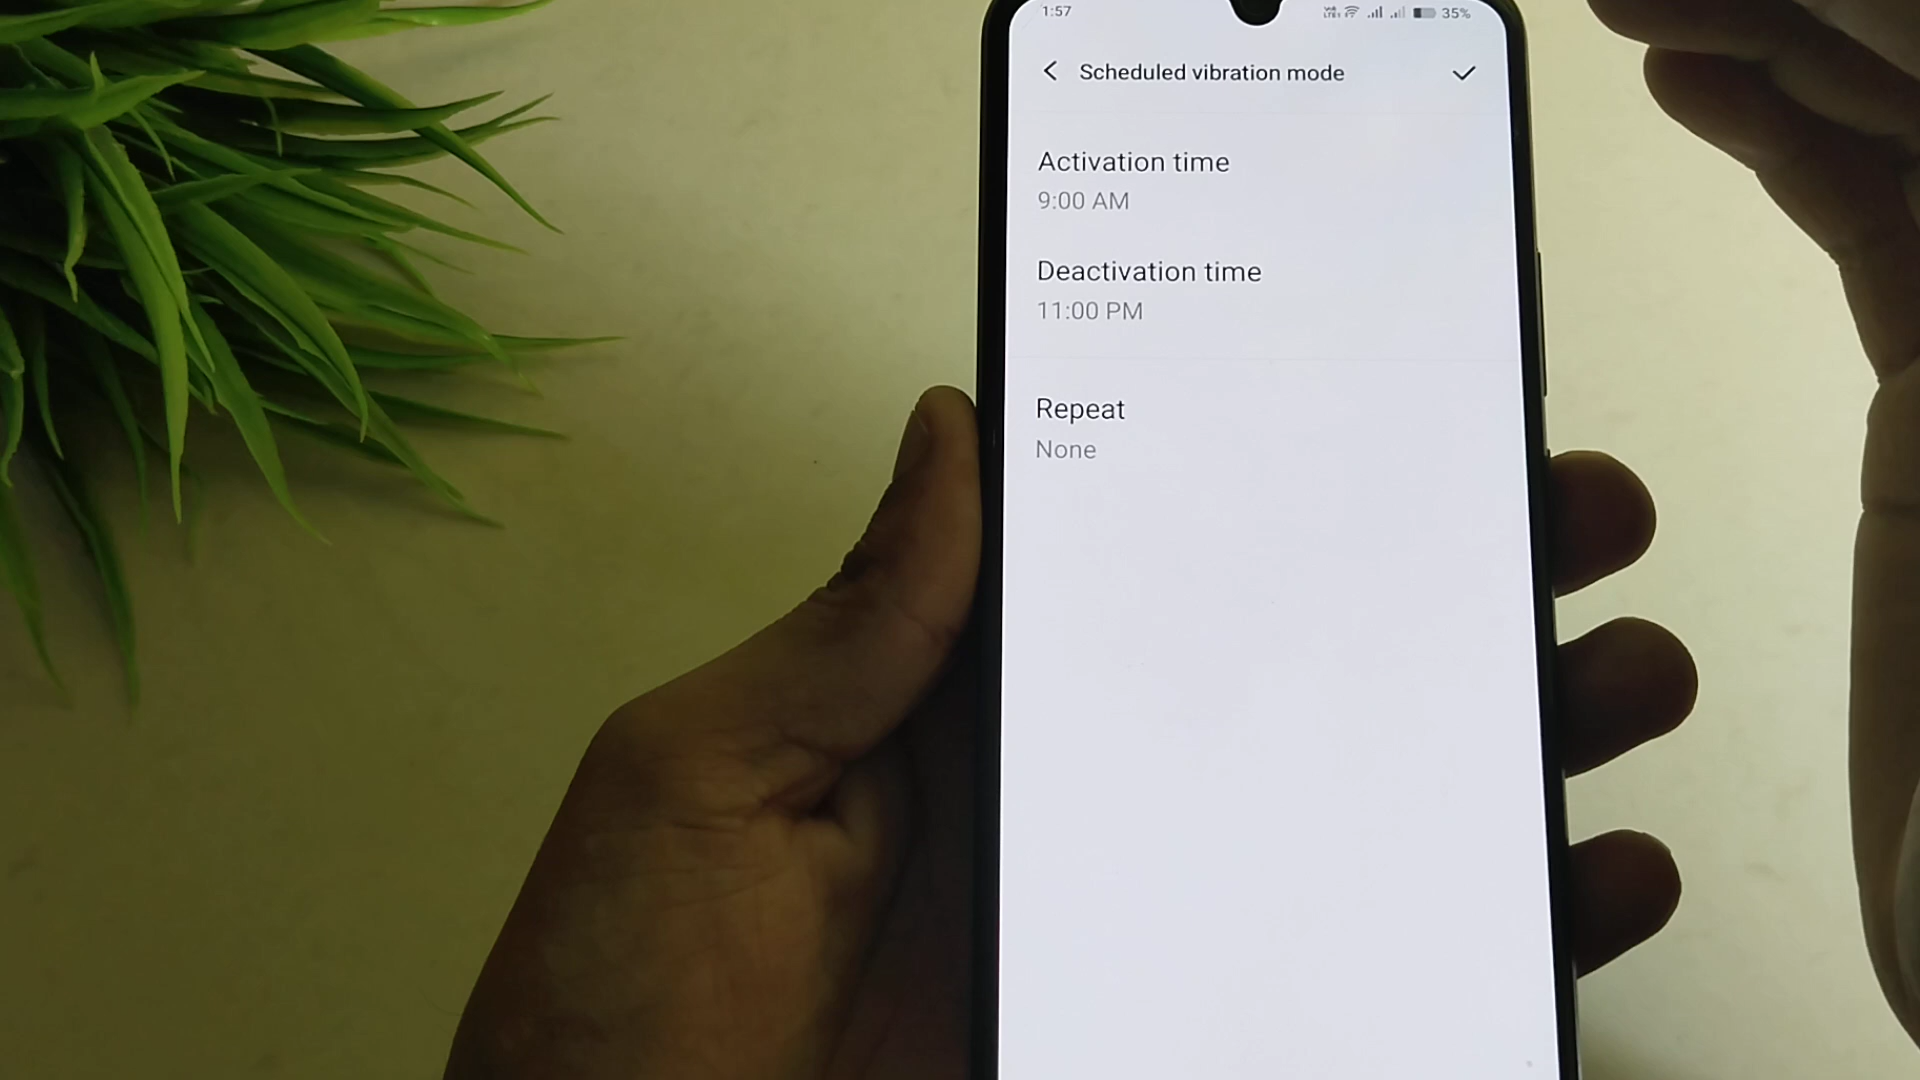 1:57
35%
Scheduled vibration mode
Activation time
9:00 AM
Deactivation time
11:00 PM
Repeat
None